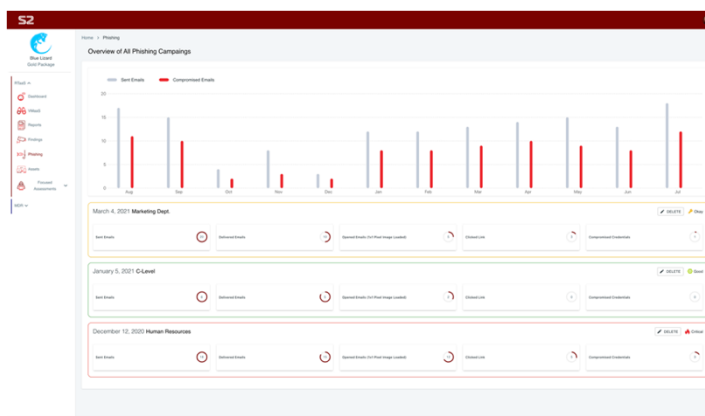 S2
Home > Phishing
Overview of All Phishing Campaings
Blue Lizard
Gold Package
Sent Emails
Compromised Emails
20
15
10
5
0
Aug Sep Oct Nov Dec Jan Feb Mar Apr May Jun Jul
Dashboard
Reports
Findings
Phishing
Assets
Focused
Assessments
MDR
March 4, 2021 Marketing Dept.
DELETE
Okay
Sent Emails
Delivered Emails
Opened Emails (1x1 Pixel Image Loaded)
Clicked Link
Compromised Credentials
January 5, 2021 C-Level
DELETE
Good
Sent Emails
Delivered Emails
Opened Emails (1x1 Pixel Image Loaded)
Clicked Link
Compromised Credentials
December 12, 2020 Human Resources
DELETE
Critical
Sent Emails
Delivered Emails
Opened Emails (1x1 Pixel Image Loaded)
Clicked Link
Compromised Credentials